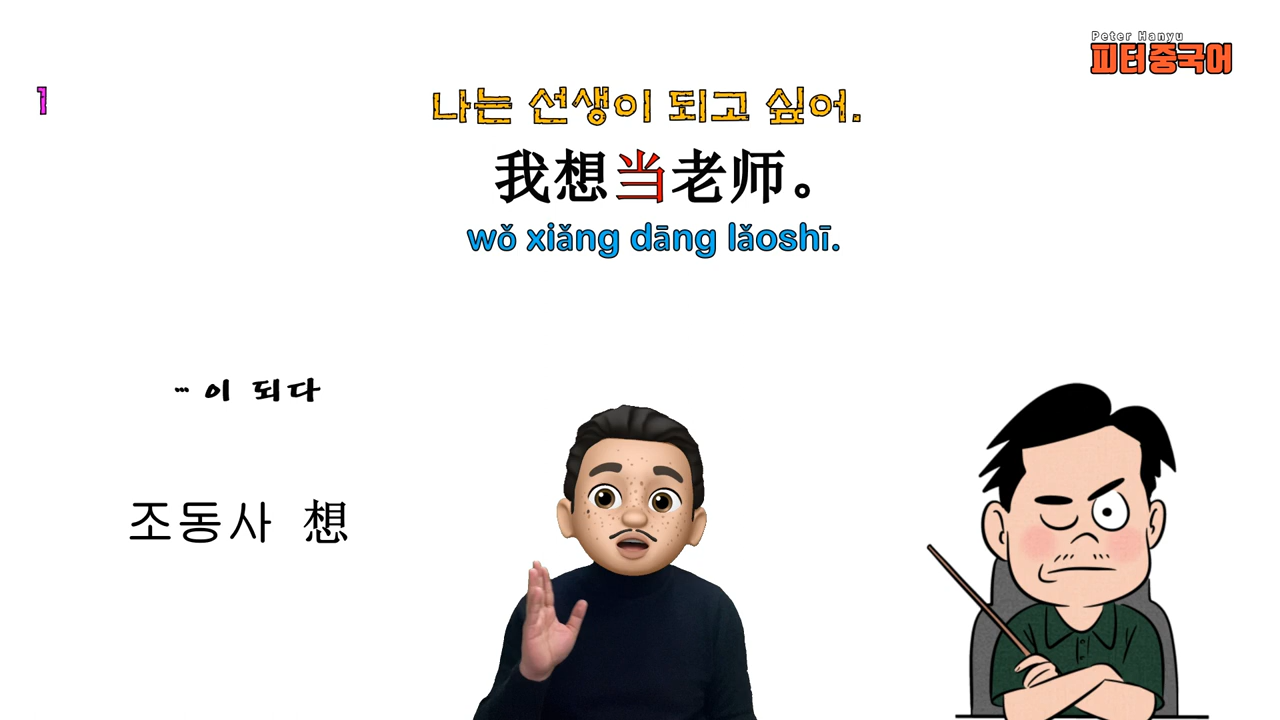 Peter Hanyu
피터 중국어
1
나는 선생이 되고 싶어.
我想当老师。
wǒ xiǎng dāng lǎoshī.
... 이 되다
조동사 想